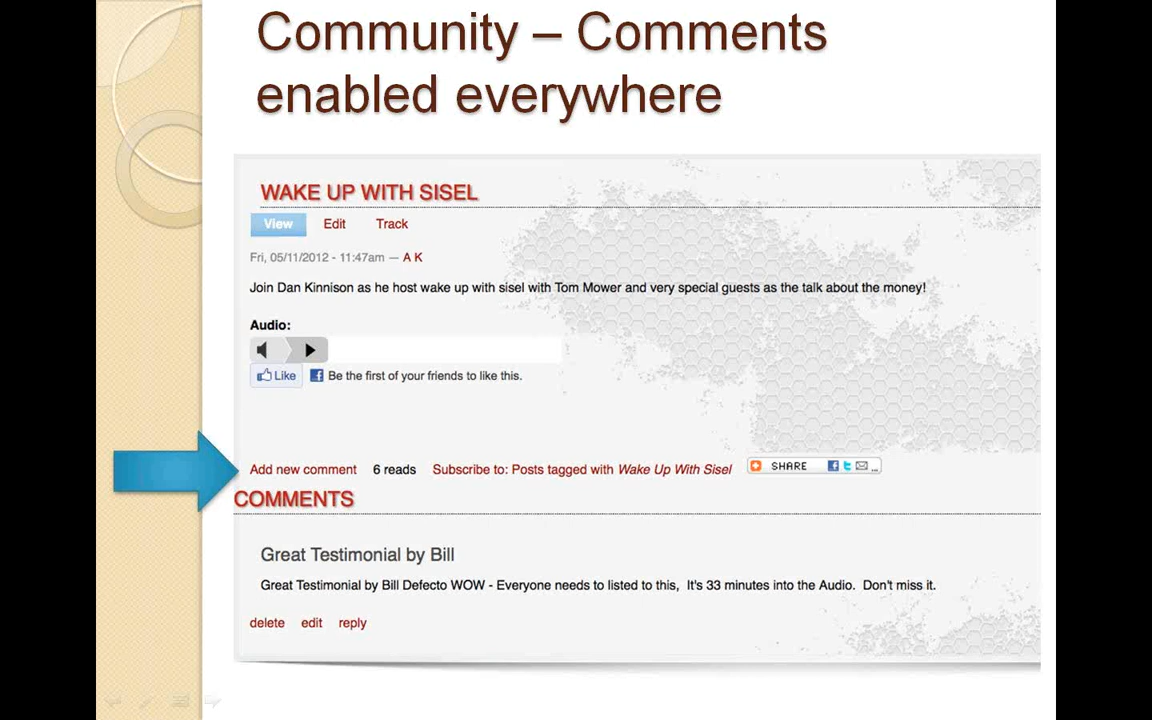 Community – Comments
enabled everywhere
WAKE UP WITH SISEL
View Edit Track
Fri, 05/11/2012 - 11:47am — A K
Join Dan Kinnison as he host wake up with sisel with Tom Mower and very special guests as the talk about the money!
Audio:
Like Be the first of your friends to like this.
Add new comment 6 reads Subscribe to: Posts tagged with Wake Up With Sisel SHARE
COMMENTS
Great Testimonial by Bill
Great Testimonial by Bill Defecto WOW - Everyone needs to listed to this, It's 33 minutes into the Audio. Don't miss it.
delete edit reply